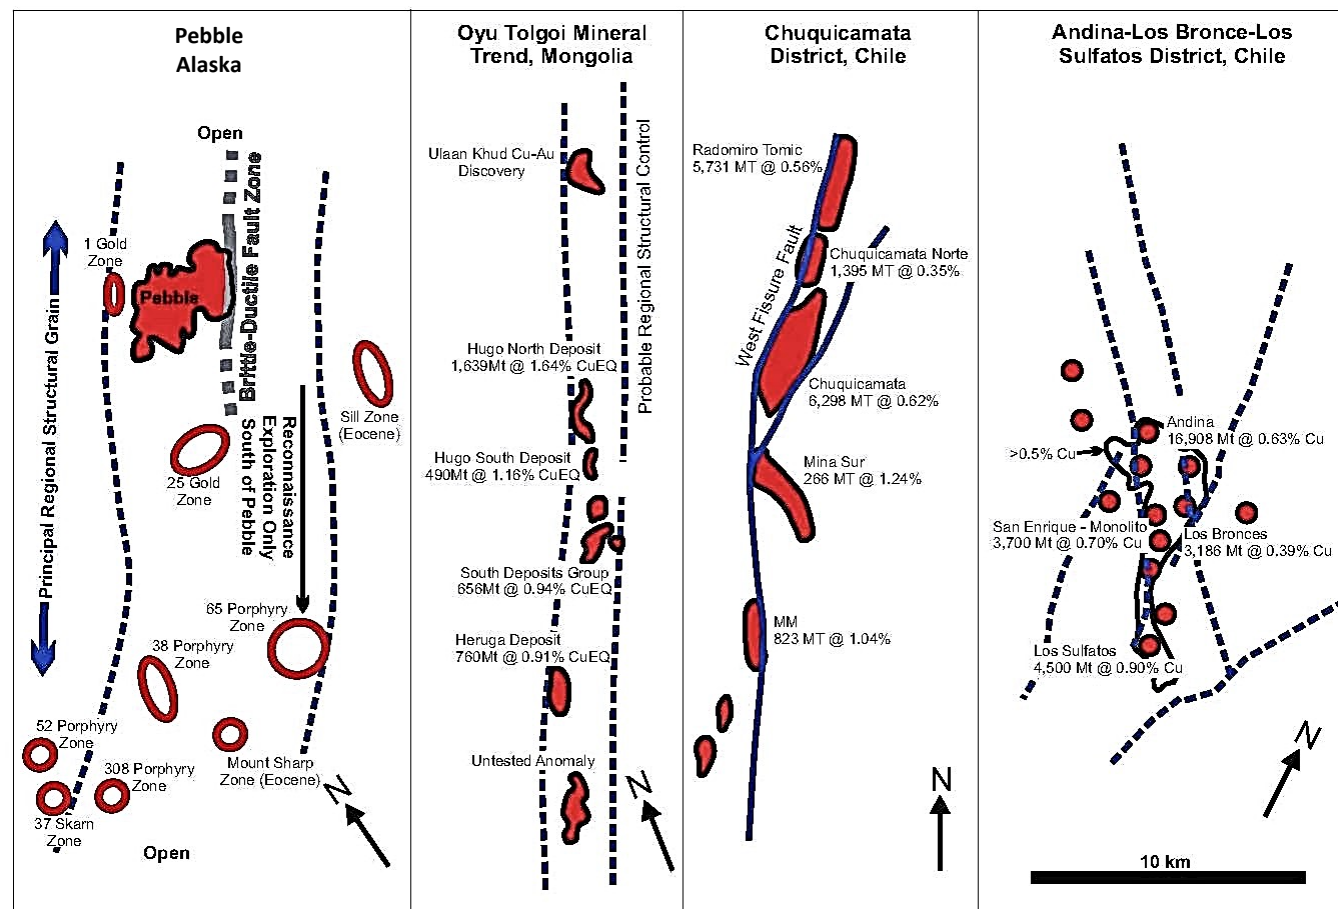 Pebble
Alaska
Open
1 Gold
Zone
Pebble
Brittle-Ductile Fault Zone
Principal Regional Structural Grain
Sill Zone
(Eocene)
25 Gold
Zone
Reconnaissance
Exploration Only
South of Pebble
65 Porphyry
Zone
38 Porphyry
Zone
52 Porphyry
Zone
308 Porphyry
Zone
Mount Sharp
Zone (Eocene)
37 Skarn
Zone
Open
N
Oyu Tolgoi Mineral
Trend, Mongolia
Ulaan Khud Cu-Au
Discovery
Probable Regional Structural Control
Hugo North Deposit
1,639Mt @ 1.64% CuEQ
Hugo South Deposit
490Mt @ 1.16% CuEQ
South Deposits Group
656Mt @ 0.94% CuEQ
Heruga Deposit
760Mt @ 0.91% CuEQ
Untested Anomaly
N
Chuquicamata
District, Chile
Radomiro Tomic
5,731 MT @ 0.56%
West Fissure Fault
Chuquicamata Norte
1,395 MT @ 0.35%
Chuquicamata
6,298 MT @ 0.62%
Mina Sur
266 MT @ 1.24%
MM
823 MT @ 1.04%
N
Andina-Los Bronce-Los
Sulfatos District, Chile
Andina
16,908 Mt @ 0.63% Cu
>0.5% Cu
San Enrique - Monolito
3,700 Mt @ 0.70% Cu
Los Bronces
3,186 Mt @ 0.39% Cu
Los Sulfatos
4,500 Mt @ 0.90% Cu
N
10 km